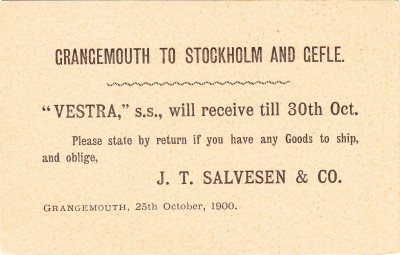 GRANGEMOUTH TO STOCKHOLM AND GEFLE.
"VESTRA," s.s., will receive till 30th Oct.
Please state by return if you have any Goods to ship,
and oblige,
J. T. SALVESEN & CO.
GRANGEMOUTH, 25th October, 1900.